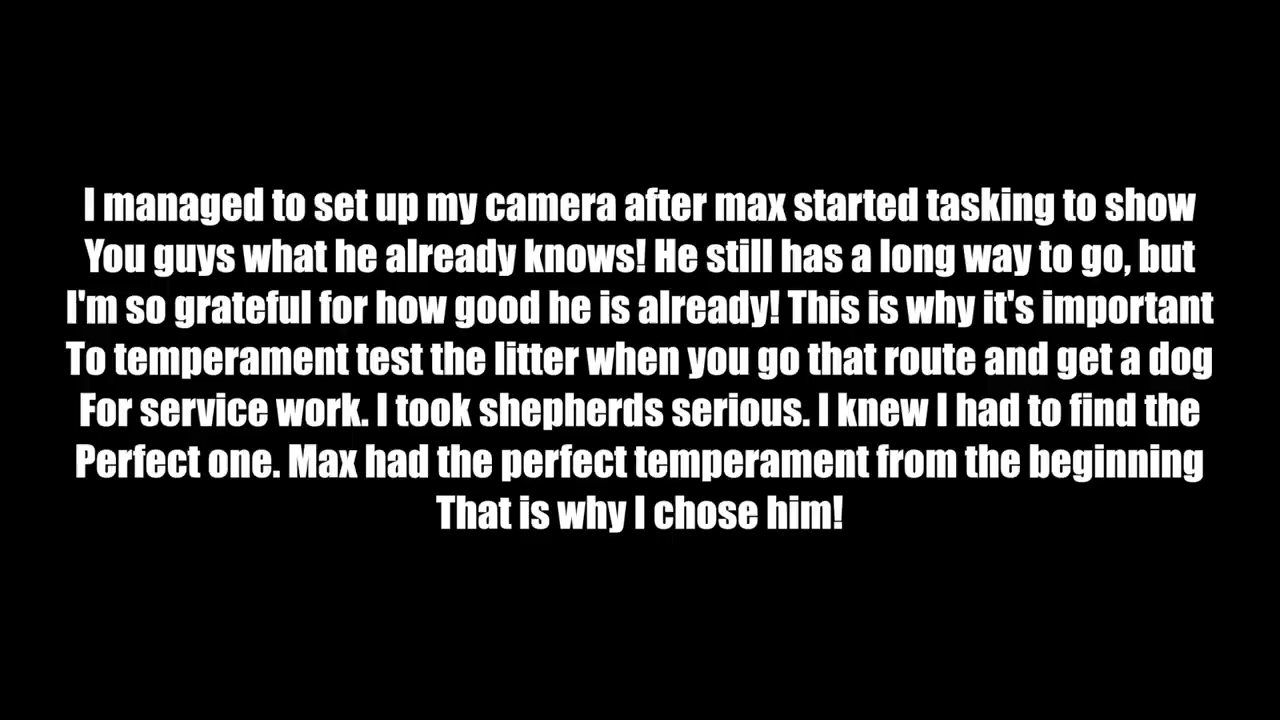 I managed to set up my camera after max started tasking to show
You guys what he already knows! He still has a long way to go, but
I'm so grateful for how good he is already! This is why it's important
To temperament test the litter when you go that route and get a dog
For service work. I took shepherds serious. I knew I had to find the
Perfect one. Max had the perfect temperament from the beginning
That is why I chose him!